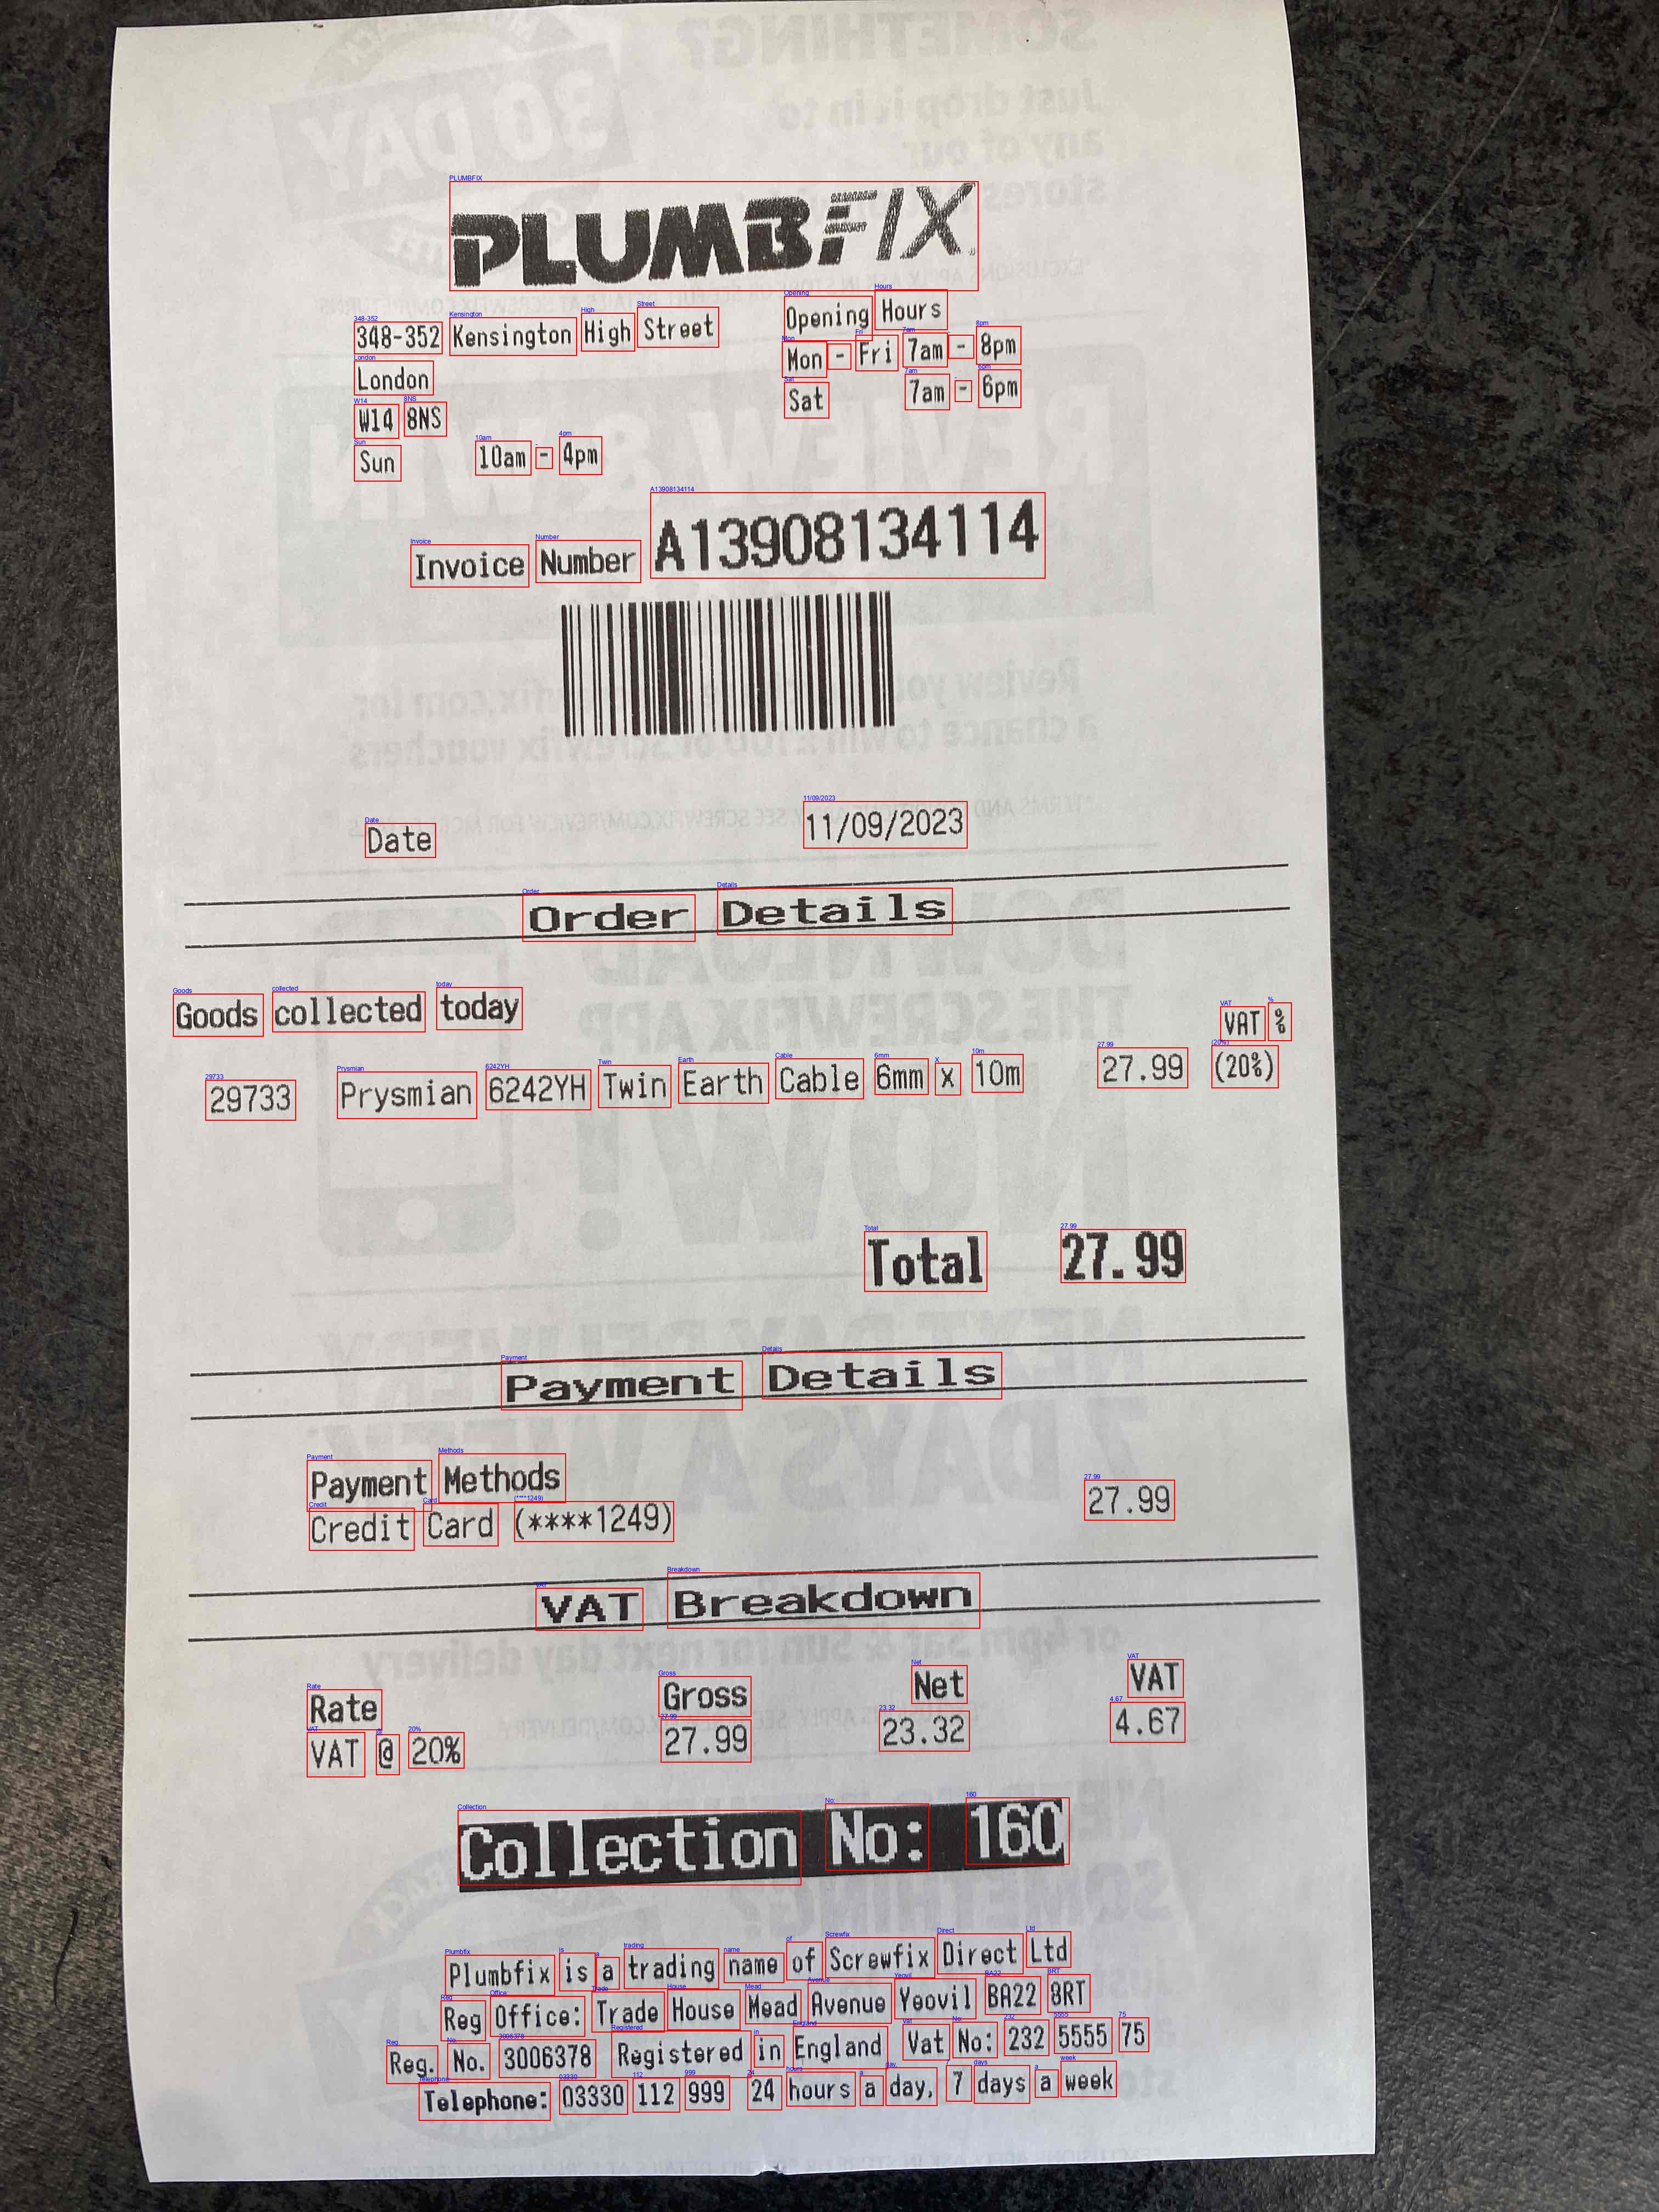 PLUMBFIX
348-352 Kensington High Street Opening Hours
London Mon - Fri 7am - 8pm
W14 8NS Sat 7am - 6pm
Sun 10am - 4pm
Invoice Number A13908134114
Date 11/09/2023
Order Details
Goods collected today VAT %
29733 Prysmian 6242YH Twin Earth Cable 6mm x 10m 27.99 (20%)
Total 27.99
Payment Details
Payment Methods
Credit Card (****1249) 27.99
VAT Breakdown
Rate Gross Net VAT
VAT @ 20% 27.99 23.32 4.67
Collection No: 160
Plumbfix is a trading name of Screwfix Direct Ltd
Reg Office: Trade House Mead Avenue Yeovil BA22 8RT
Reg. No. 3006378 Registered in England Vat No: 232 5555 75
Telephone: 03330 112 999 24 hours a day, 7 days a week